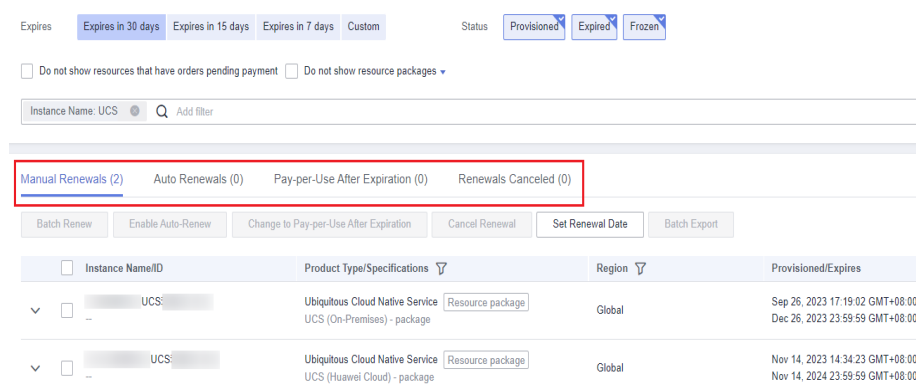 Expires Expires in 30 days Expires in 15 days Expires in 7 days Custom Status Provisioned Expired Frozen
Do not show resources that have orders pending payment Do not show resource packages
Instance Name: UCS Add filter
Manual Renewals (2) Auto Renewals (0) Pay-per-Use After Expiration (0) Renewals Canceled (0)
Batch Renew Enable Auto-Renew Change to Pay-per-Use After Expiration Cancel Renewal Set Renewal Date Batch Export
Instance Name/ID Product Type/Specifications Region Provisioned/Expires
UCS Ubiquitous Cloud Native Service Resource package Global Sep 26, 2023 17:19:02 GMT+08:00
-- UCS (On-Premises) - package Dec 26, 2023 23:59:59 GMT+08:00
UCS Ubiquitous Cloud Native Service Resource package Global Nov 14, 2023 14:34:23 GMT+08:00
-- UCS (Huawei Cloud) - package Nov 14, 2024 23:59:59 GMT+08:00